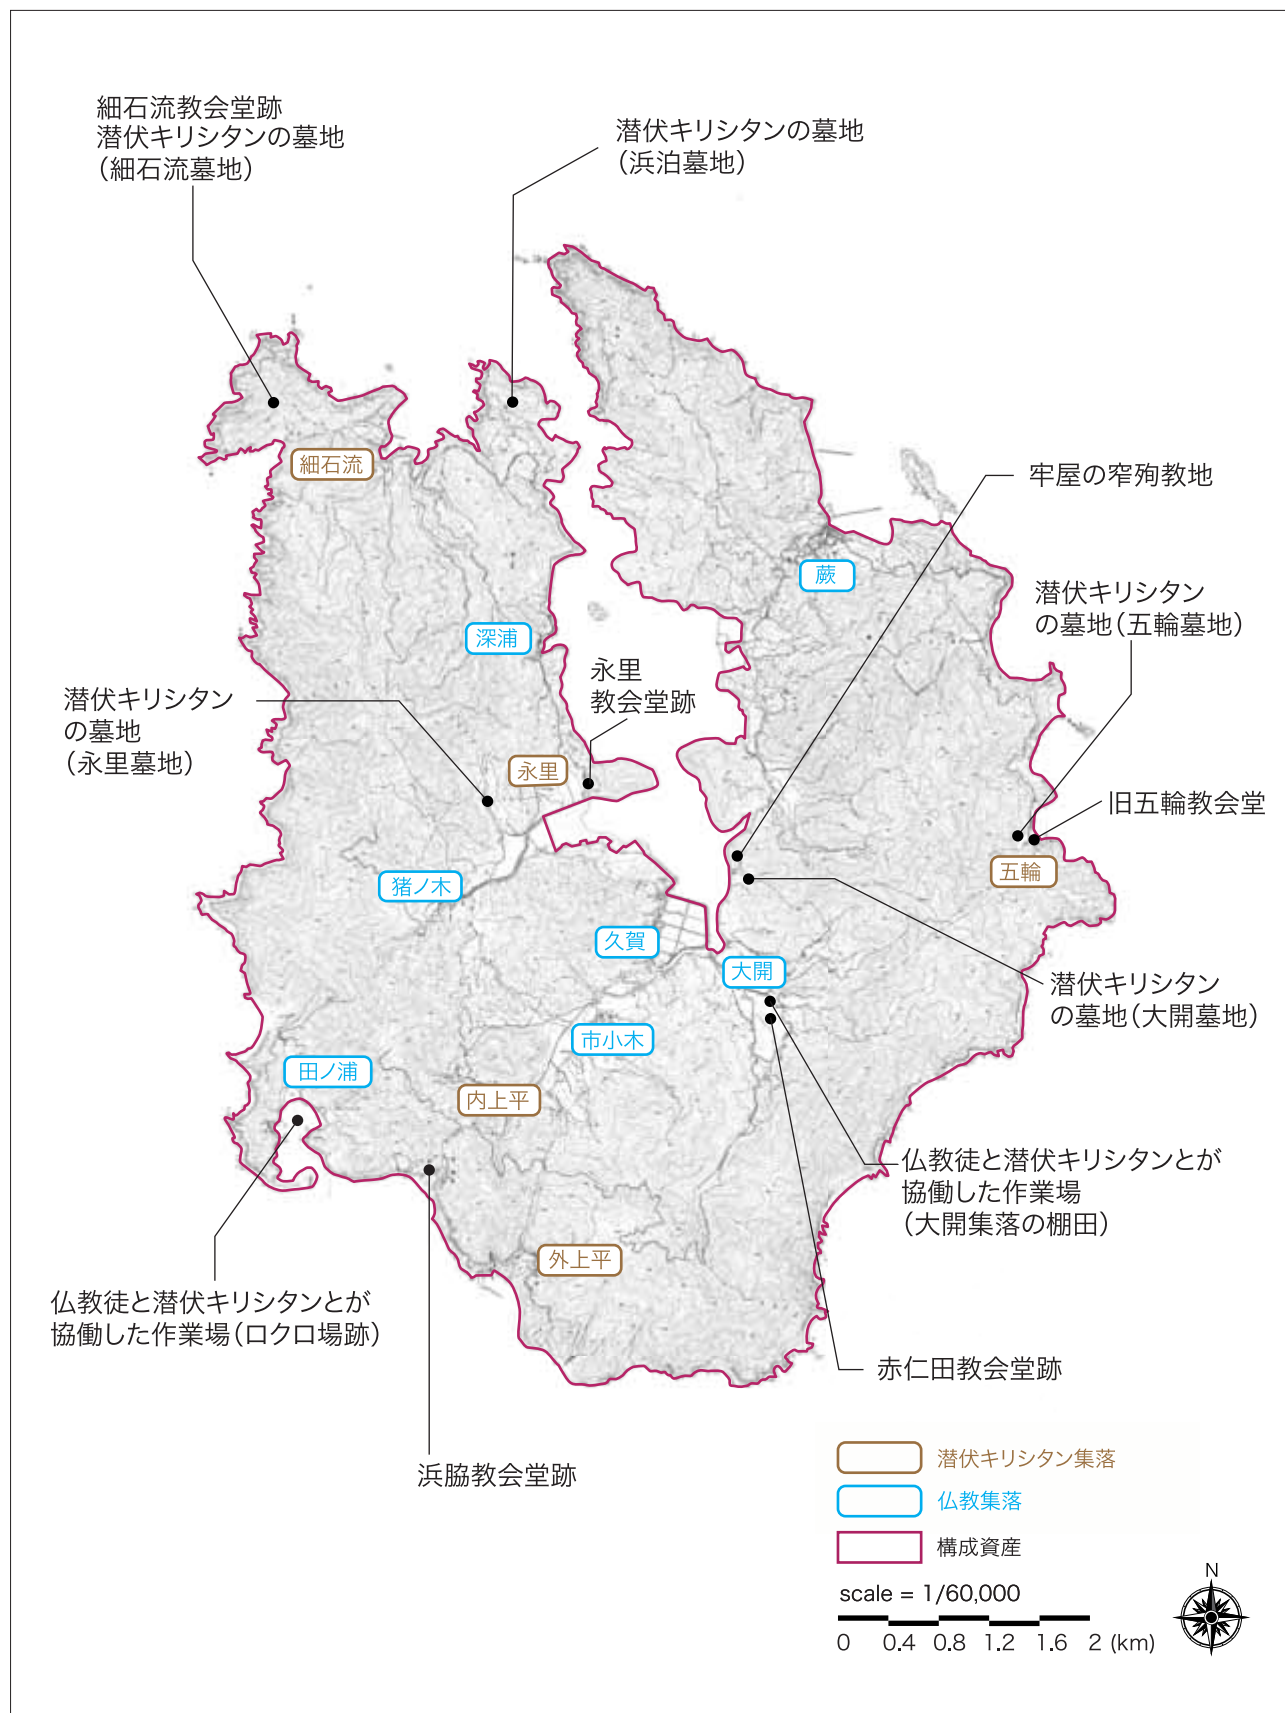 細石流教会堂跡
潜伏キリシタンの墓地
（細石流墓地）
潜伏キリシタンの墓地
（浜泊墓地）
細石流
牢屋の窄殉教地
蕨
潜伏キリシタン
の墓地（五輪墓地）
深浦
永里
教会堂跡
潜伏キリシタン
の墓地
（永里墓地）
永里
旧五輪教会堂
五輪
猪ノ木
久賀
大開
潜伏キリシタン
の墓地（大開墓地）
市小木
田ノ浦
内上平
仏教徒と潜伏キリシタンとが
協働した作業場
（大開集落の棚田）
外上平
仏教徒と潜伏キリシタンとが
協働した作業場（ロクロ場跡）
赤仁田教会堂跡
浜脇教会堂跡
潜伏キリシタン集落
仏教集落
構成資産
scale = 1/60,000
0 0.4 0.8 1.2 1.6 2 (km)
N